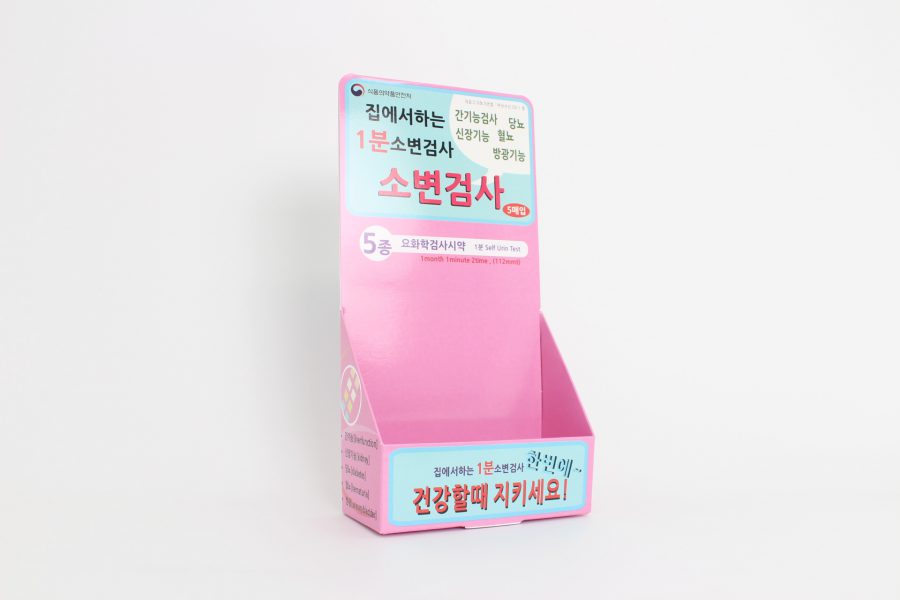 식품의약품안전처
집에서하는
1분소변검사
간기능검사 당뇨
신장기능 혈뇨
방광기능
소변검사
5매입
5종 요화학검사시약 1분 Self Urin Test
1month 1minute 2time , (112mmt)
집에서하는 1분소변검사 한번에~
건강할때 지키세요!